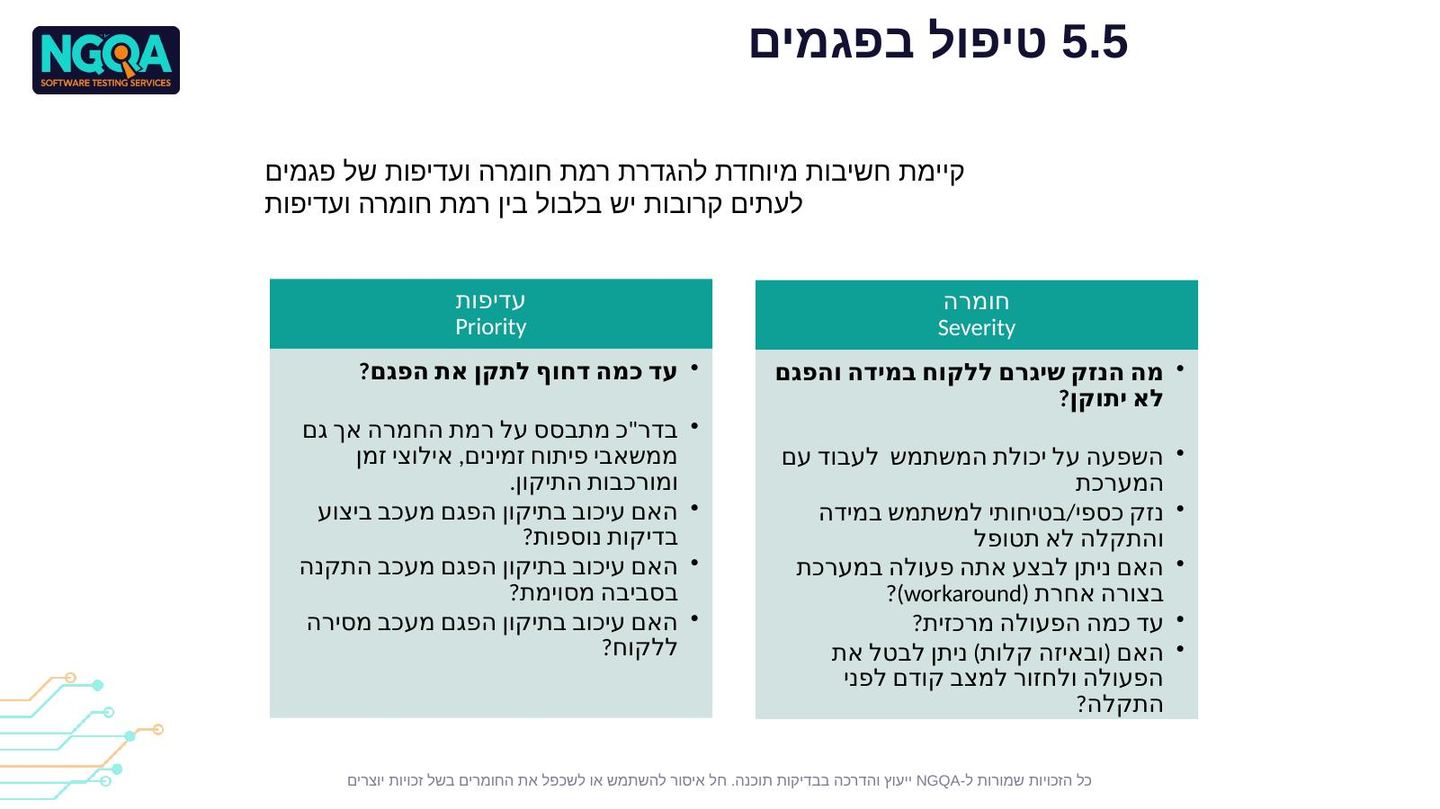 NGQA
SOFTWARE TESTING SERVICES
5.5 טיפול בפגמים
קיימת חשיבות מיוחדת להגדרת רמת חומרה ועדיפות של פגמים
לעתים קרובות יש בלבול בין רמת חומרה ועדיפות
חומרה
Severity
• מה הנזק שיגרם ללקוח במידה והפגם
לא יתוקן?
• השפעה על יכולת המשתמש לעבוד עם
המערכת
• נזק כספי/בטיחותי למשתמש במידה
והתקלה לא תטופל
• האם ניתן לבצע אתה פעולה במערכת
בצורה אחרת (workaround)?
• עד כמה הפעולה מרכזית?
• האם (ובאיזה קלות) ניתן לבטל את
הפעולה ולחזור למצב קודם לפני
התקלה?
עדיפות
Priority
• עד כמה דחוף לתקן את הפגם?
• בדר"כ מתבסס על רמת החמרה אך גם
ממשאבי פיתוח זמינים, אילוצי זמן
ומורכבות התיקון.
• האם עיכוב בתיקון הפגם מעכב ביצוע
בדיקות נוספות?
• האם עיכוב בתיקון הפגם מעכב התקנה
בסביבה מסוימת?
• האם עיכוב בתיקון הפגם מעכב מסירה
ללקוח?
כל הזכויות שמורות ל-NGQA ייעוץ והדרכה בבדיקות תוכנה. חל איסור להשתמש או לשכפל את החומרים בשל זכויות יוצרים